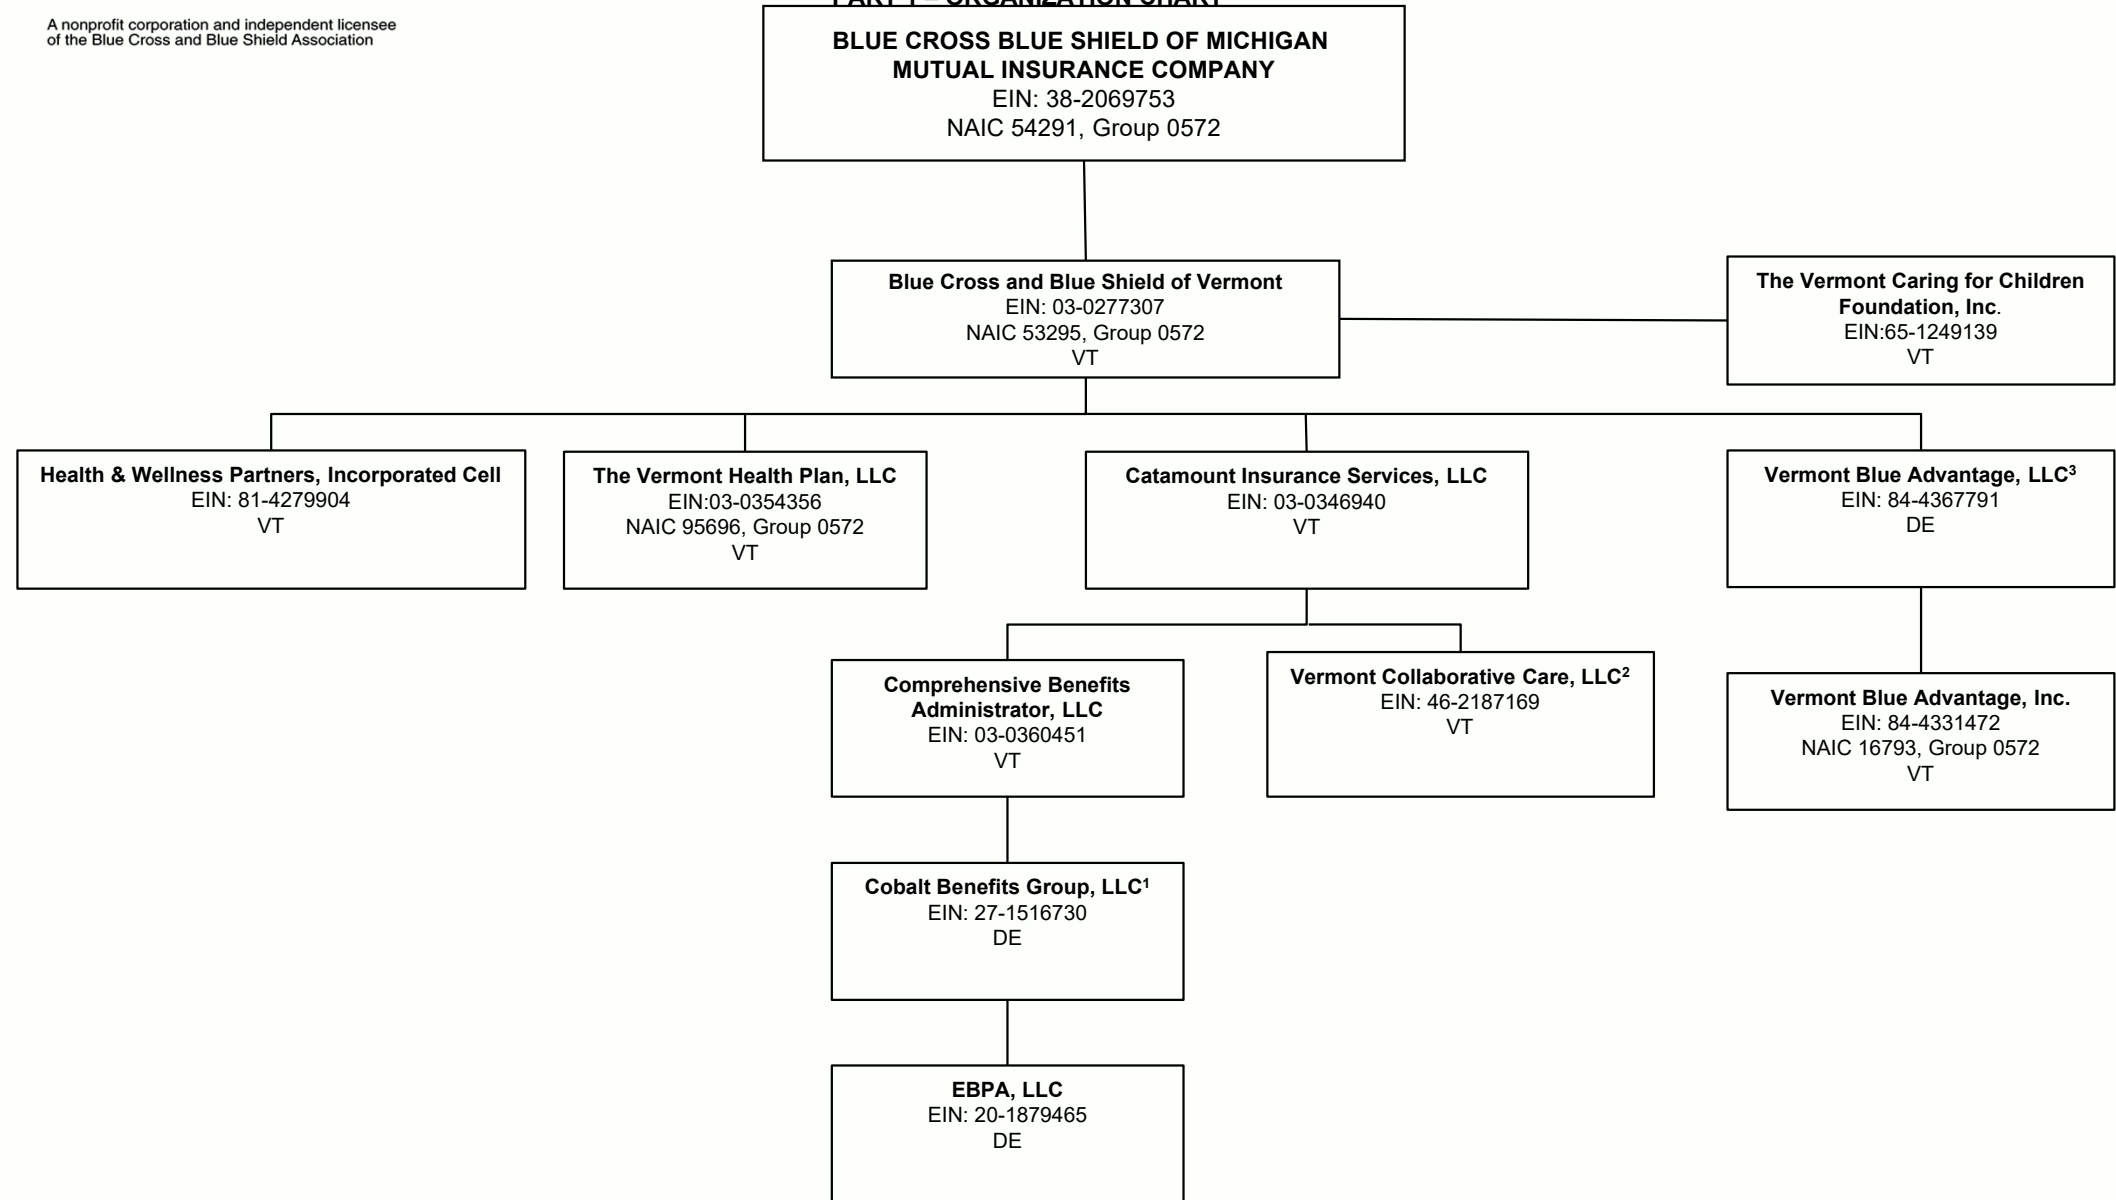 PART 1 – ORGANIZATION CHART
A nonprofit corporation and independent licensee
of the Blue Cross and Blue Shield Association
BLUE CROSS BLUE SHIELD OF MICHIGAN
MUTUAL INSURANCE COMPANY
EIN: 38-2069753
NAIC 54291, Group 0572
Blue Cross and Blue Shield of Vermont
EIN: 03-0277307
NAIC 53295, Group 0572
VT
The Vermont Caring for Children
Foundation, Inc.
EIN:65-1249139
VT
Health & Wellness Partners, Incorporated Cell
EIN: 81-4279904
VT
The Vermont Health Plan, LLC
EIN:03-0354356
NAIC 95696, Group 0572
VT
Catamount Insurance Services, LLC
EIN: 03-0346940
VT
Vermont Blue Advantage, LLC³
EIN: 84-4367791
DE
Comprehensive Benefits
Administrator, LLC
EIN: 03-0360451
VT
Vermont Collaborative Care, LLC²
EIN: 46-2187169
VT
Vermont Blue Advantage, Inc.
EIN: 84-4331472
NAIC 16793, Group 0572
VT
Cobalt Benefits Group, LLC¹
EIN: 27-1516730
DE
EBPA, LLC
EIN: 20-1879465
DE